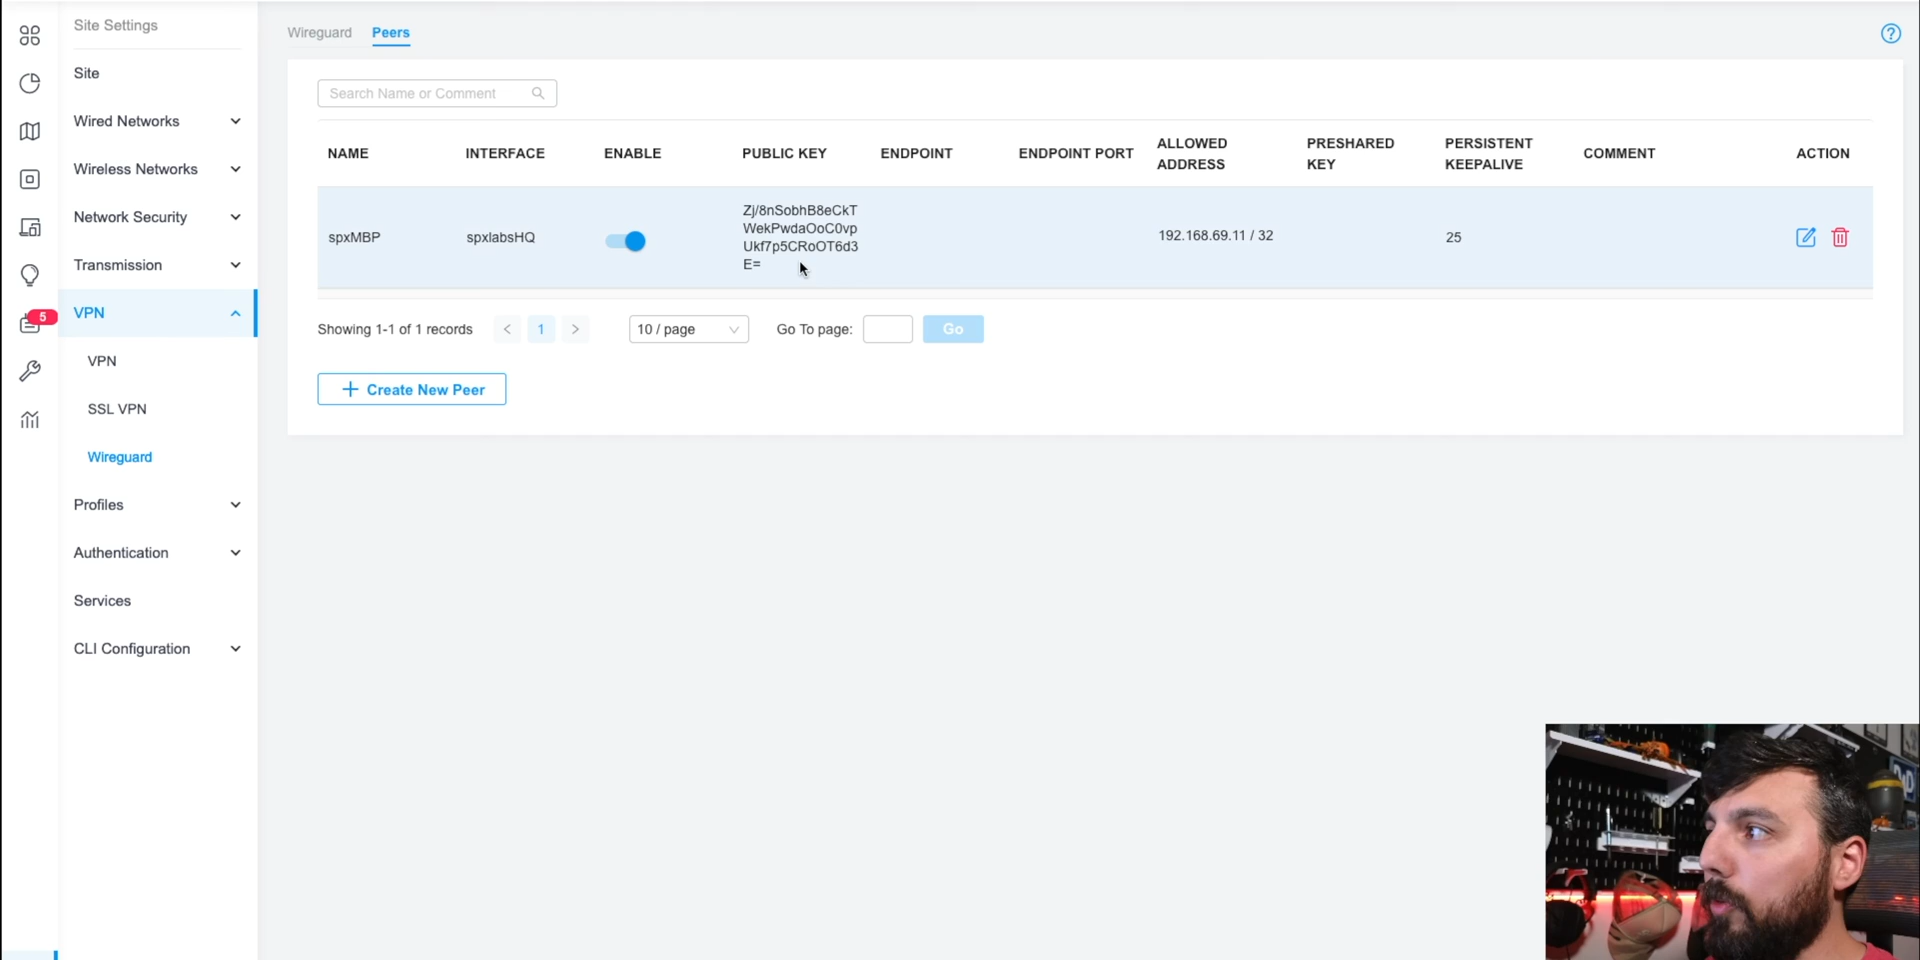 Site Settings
Site
Wired Networks
Wireless Networks
Network Security
Transmission
VPN
VPN
SSL VPN
Wireguard
Profiles
Authentication
Services
CLI Configuration
5
Wireguard Peers
?
Search Name or Comment
NAME INTERFACE ENABLE PUBLIC KEY ENDPOINT ENDPOINT PORT ALLOWED ADDRESS PRESHARED KEY PERSISTENT KEEPALIVE COMMENT ACTION
spxMBP spxlabsHQ
Zj/8nSobhB8eCkT
WekPwdaOoC0vp
Ukf7p5CRoOT6d3
E=
192.168.69.11 / 32 25
Showing 1-1 of 1 records < 1 > 10 / page Go To page: Go
+ Create New Peer